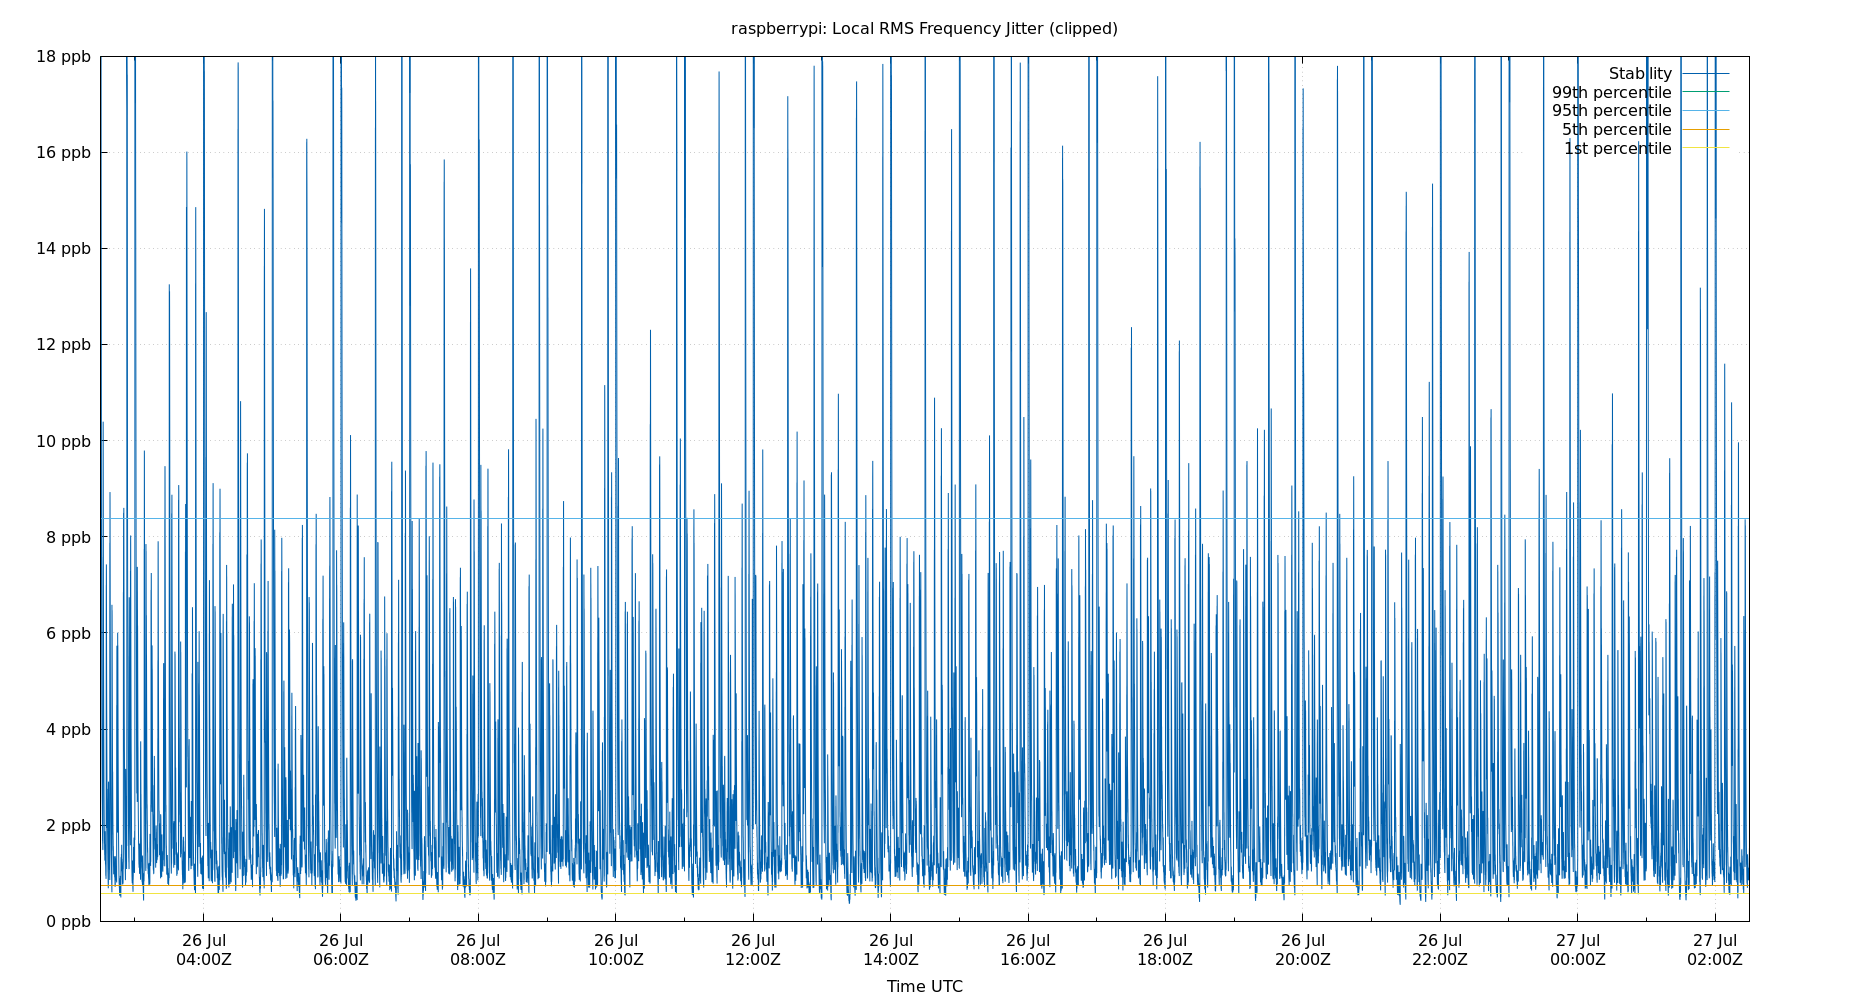 raspberrypi: Local RMS Frequency Jitter (clipped)
18 ppb
16 ppb
14 ppb
12 ppb
10 ppb
8 ppb
6 ppb
4 ppb
2 ppb
0 ppb
Stability
99th percentile
95th percentile
5th percentile
1st percentile
26 Jul 26 Jul 26 Jul 26 Jul 26 Jul 26 Jul 26 Jul 26 Jul 26 Jul 26 Jul 27 Jul 27 Jul
04:00Z 06:00Z 08:00Z 10:00Z 12:00Z 14:00Z 16:00Z 18:00Z 20:00Z 22:00Z 00:00Z 02:00Z
Time UTC